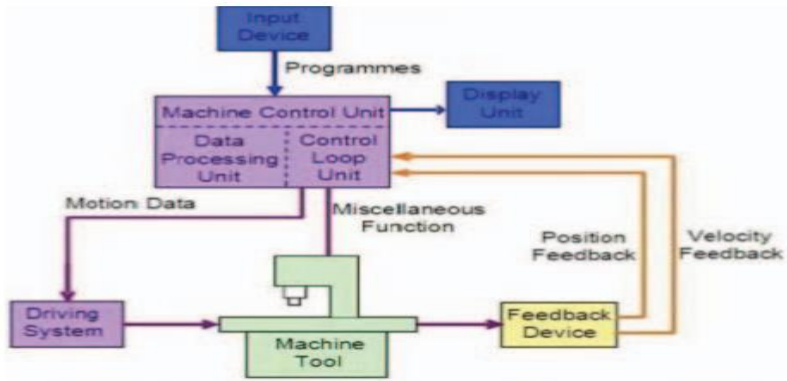 Input
Device
Programmes
Machine Control Unit
Display
Unit
Data
Processing
Unit
Control
Loop
Unit
Motion Data
Miscellaneous
Function
Position
Feedback
Velocity
Feedback
Driving
System
Machine
Tool
Feedback
Device